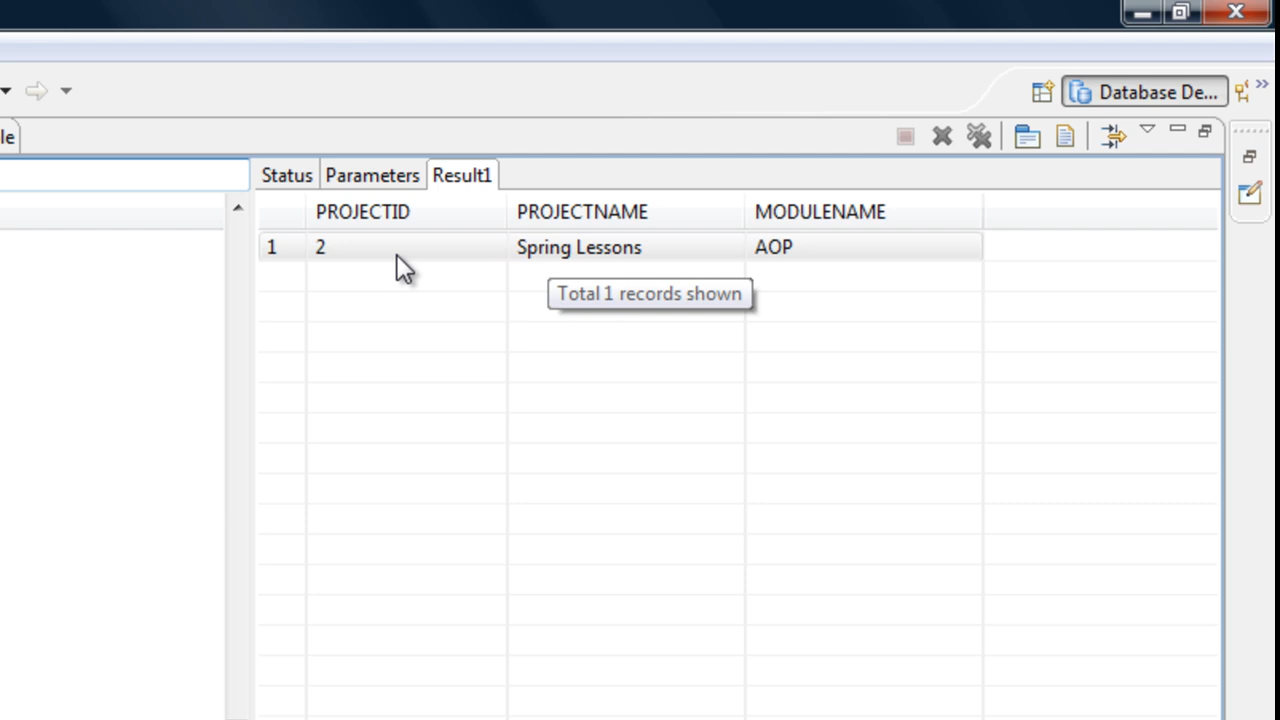 Database De...
le
Status Parameters Result1
PROJECTID PROJECTNAME MODULENAME
1 2 Spring Lessons AOP
Total 1 records shown